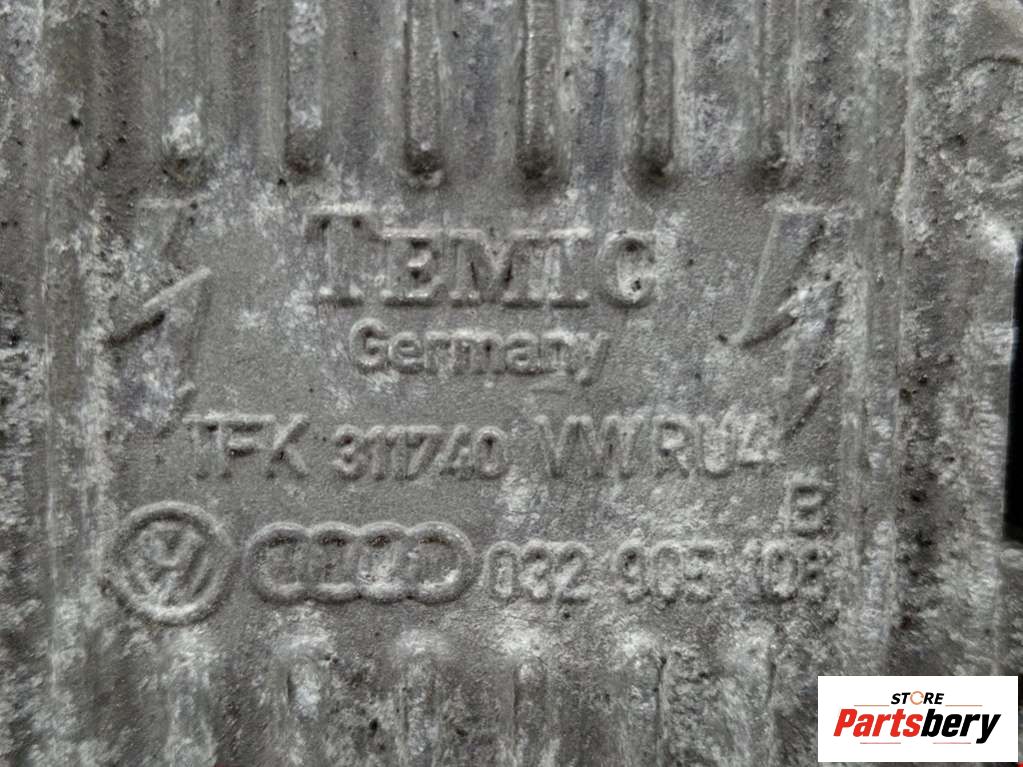 TEMIC
Germany
TFK 311740 VW RU4
B
032 905 106
STORE
Partsbery